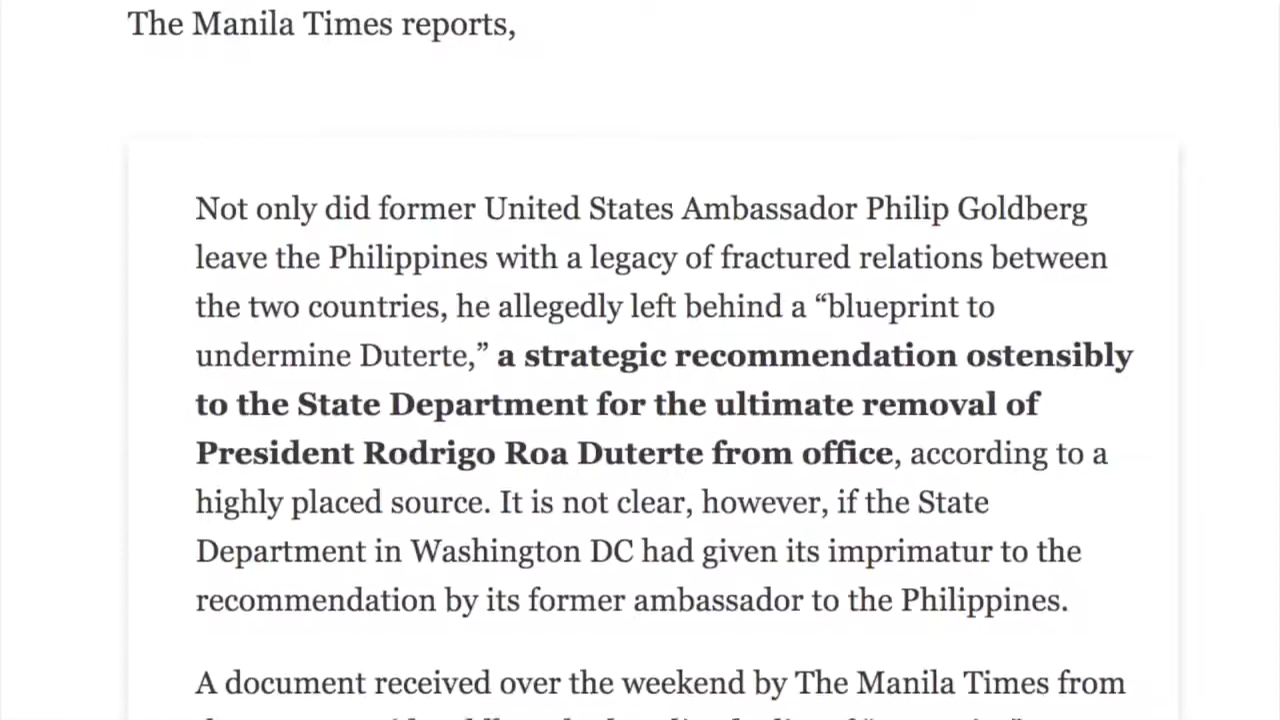 The Manila Times reports,
Not only did former United States Ambassador Philip Goldberg
leave the Philippines with a legacy of fractured relations between
the two countries, he allegedly left behind a “blueprint to
undermine Duterte,” a strategic recommendation ostensibly
to the State Department for the ultimate removal of
President Rodrigo Roa Duterte from office, according to a
highly placed source. It is not clear, however, if the State
Department in Washington DC had given its imprimatur to the
recommendation by its former ambassador to the Philippines.
A document received over the weekend by The Manila Times from